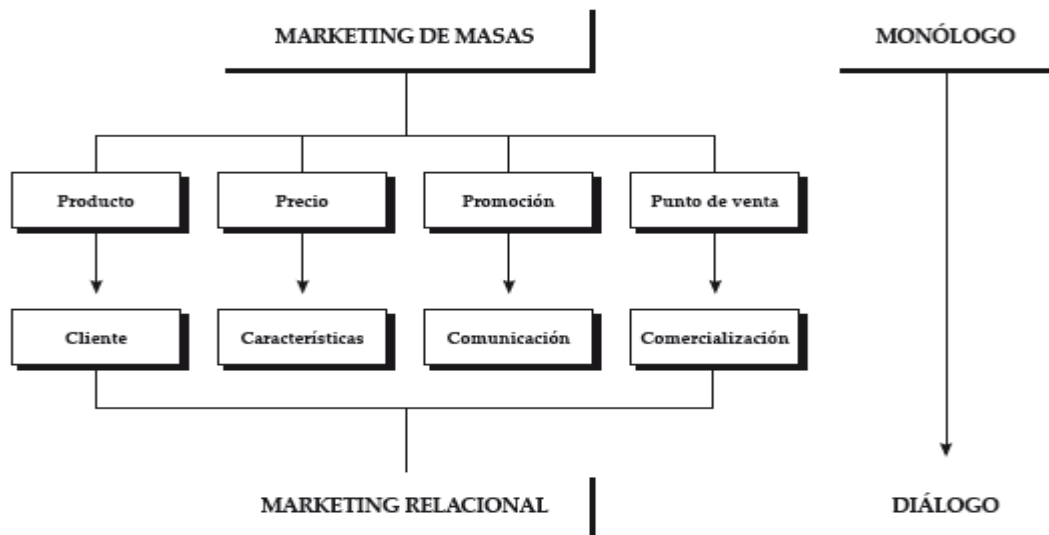 MARKETING DE MASAS
MONÓLOGO
Producto
Precio
Promoción
Punto de venta
Cliente
Características
Comunicación
Comercialización
MARKETING RELACIONAL
DIÁLOGO